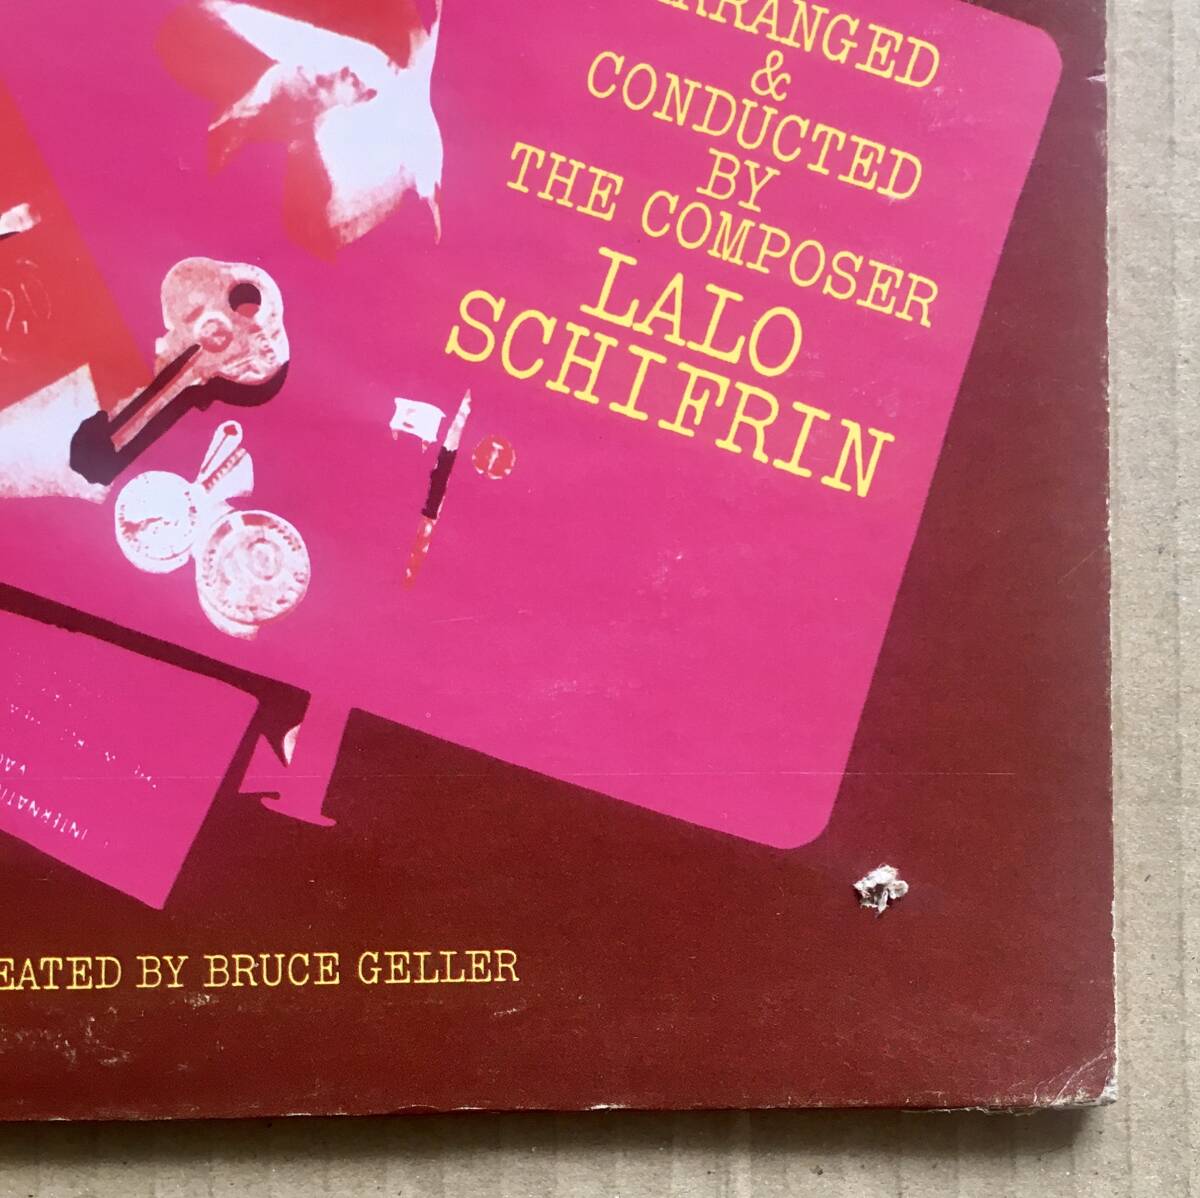 ARRANGED
&
CONDUCTED
BY
THE COMPOSER
LALO
SCHIFRIN
EATED BY BRUCE GELLER